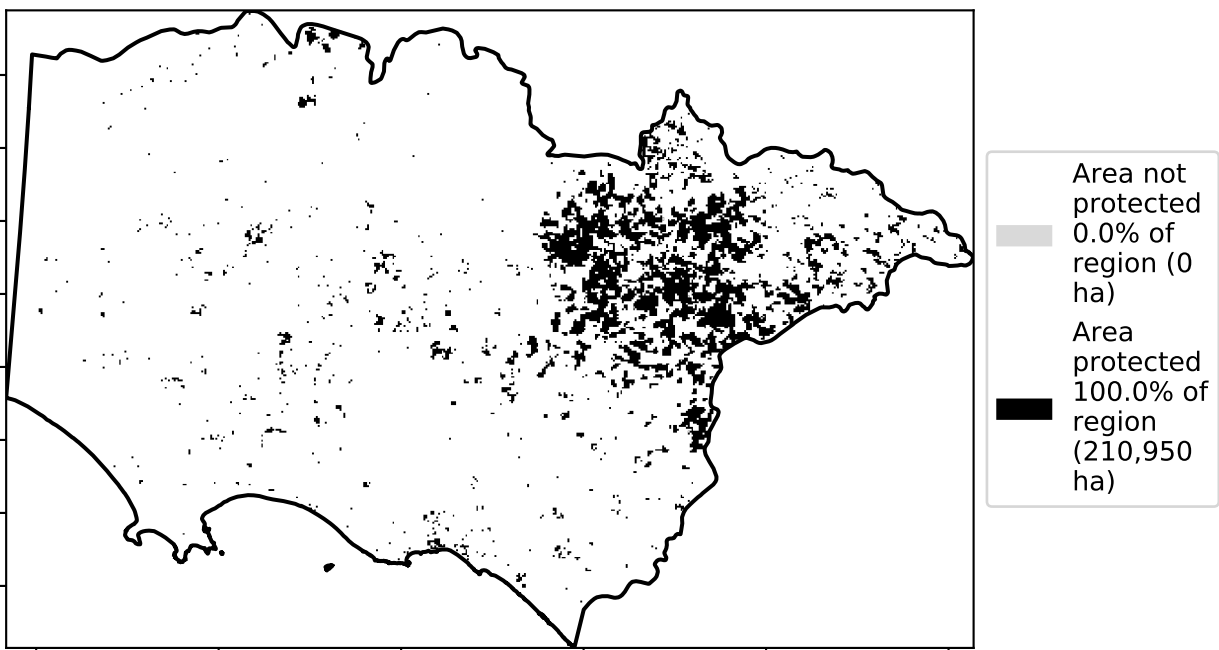 Area not
protected
0.0% of
region (0
ha)
Area
protected
100.0% of
region
(210,950
ha)